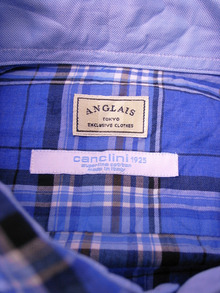 ANGLAIS
TOKYO
EXCLUSIVE CLOTHES
canclini 1925